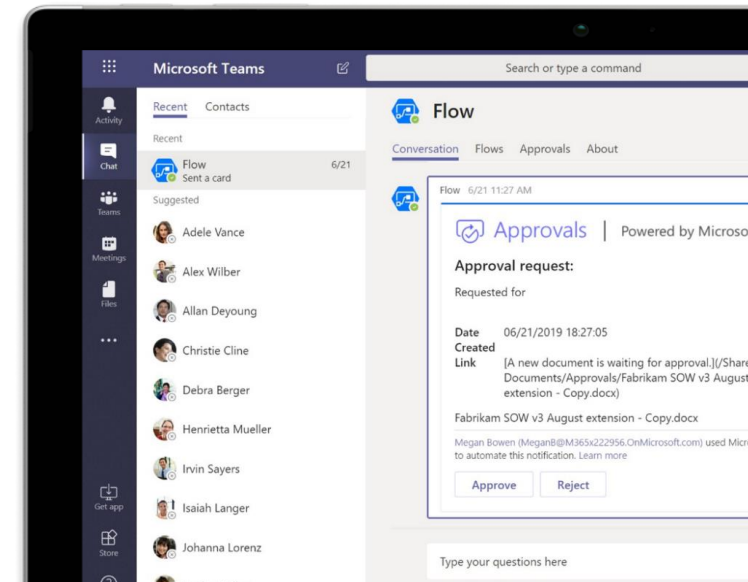 Microsoft Teams
Search or type a command
Activity
Chat
Teams
Meetings
Files
Get app
Store
Recent Contacts
Recent
Flow 6/21
Sent a card
Suggested
Adele Vance
Alex Wilber
Allan Deyoung
Christie Cline
Debra Berger
Henrietta Mueller
Irvin Sayers
Isaiah Langer
Johanna Lorenz
Flow
Conversation Flows Approvals About
Flow 6/21 11:27 AM
Approvals | Powered by Microso
Approval request:
Requested for
Date 06/21/2019 18:27:05
Created
Link [A new document is waiting for approval.](/Share
Documents/Approvals/Fabrikam SOW v3 August
extension - Copy.docx)
Fabrikam SOW v3 August extension - Copy.docx
Megan Bowen (MeganB@M365x222956.OnMicrosoft.com) used Micr
to automate this notification. Learn more
Approve Reject
Type your questions here